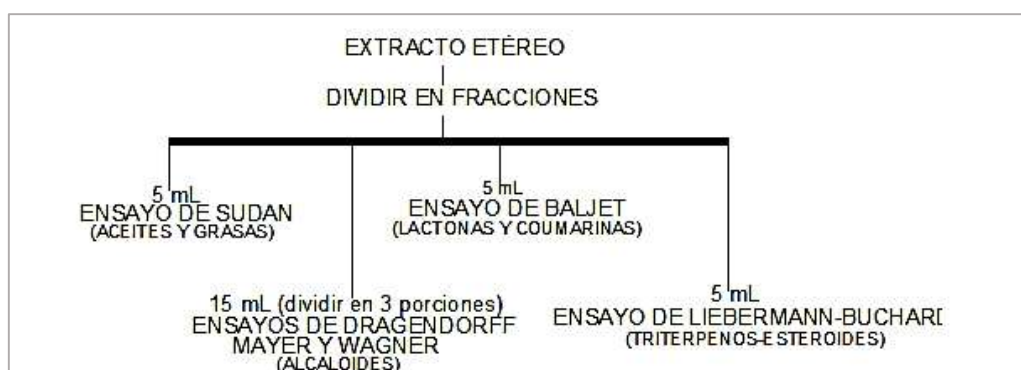 EXTRACTO ETÉREO
DIVIDIR EN FRACCIONES
5 mL
ENSAYO DE SUDAN
(ACEITES Y GRASAS)
5 mL
ENSAYO DE BALJET
(LACTONAS Y COUMARINAS)
15 mL (dividir en 3 porciones)
ENSAYOS DE DRAGENDORFF
MAYER Y WAGNER
(ALCALOIDES)
5 mL
ENSAYO DE LIEBERMANN-BUCHARD
(TRITERPENOS-ESTEROIDES)